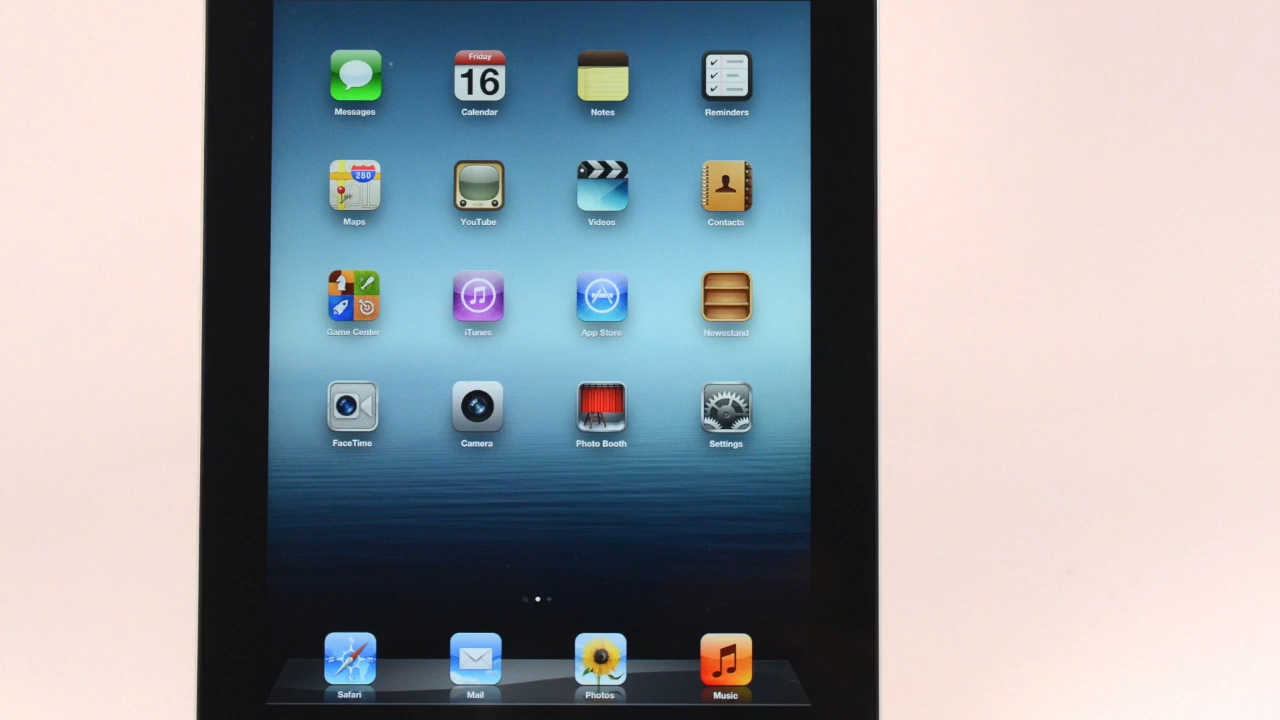 Friday
16
Messages Calendar Notes Reminders
280
Maps YouTube Videos Contacts
Game Center iTunes App Store Newsstand
FaceTime Camera Photo Booth Settings
Safari Mail Photos Music